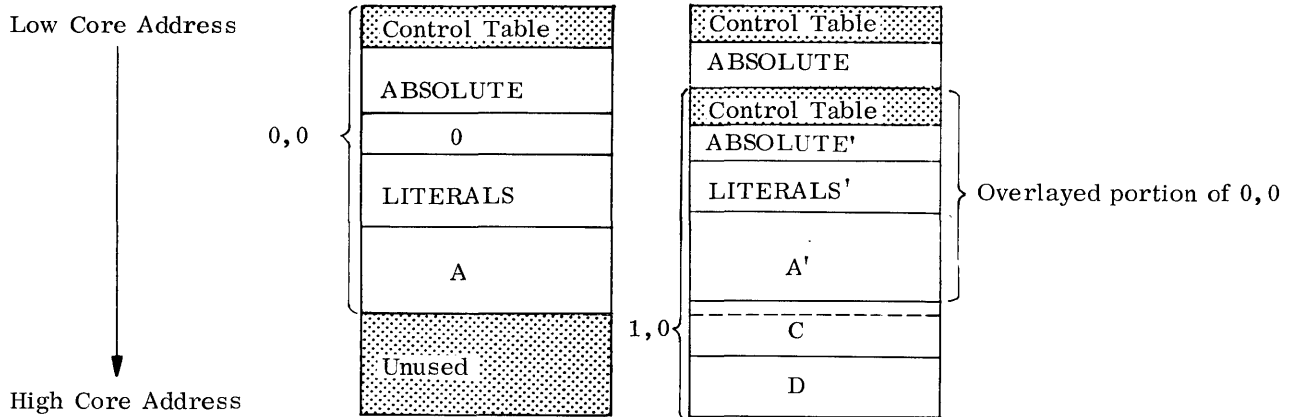 Low Core Address
High Core Address
0,0
Control Table
ABSOLUTE
0
LITERALS
A
Unused
1,0
Control Table
ABSOLUTE
Control Table
ABSOLUTE'
LITERALS'
A'
C
D
Overlayed portion of 0,0